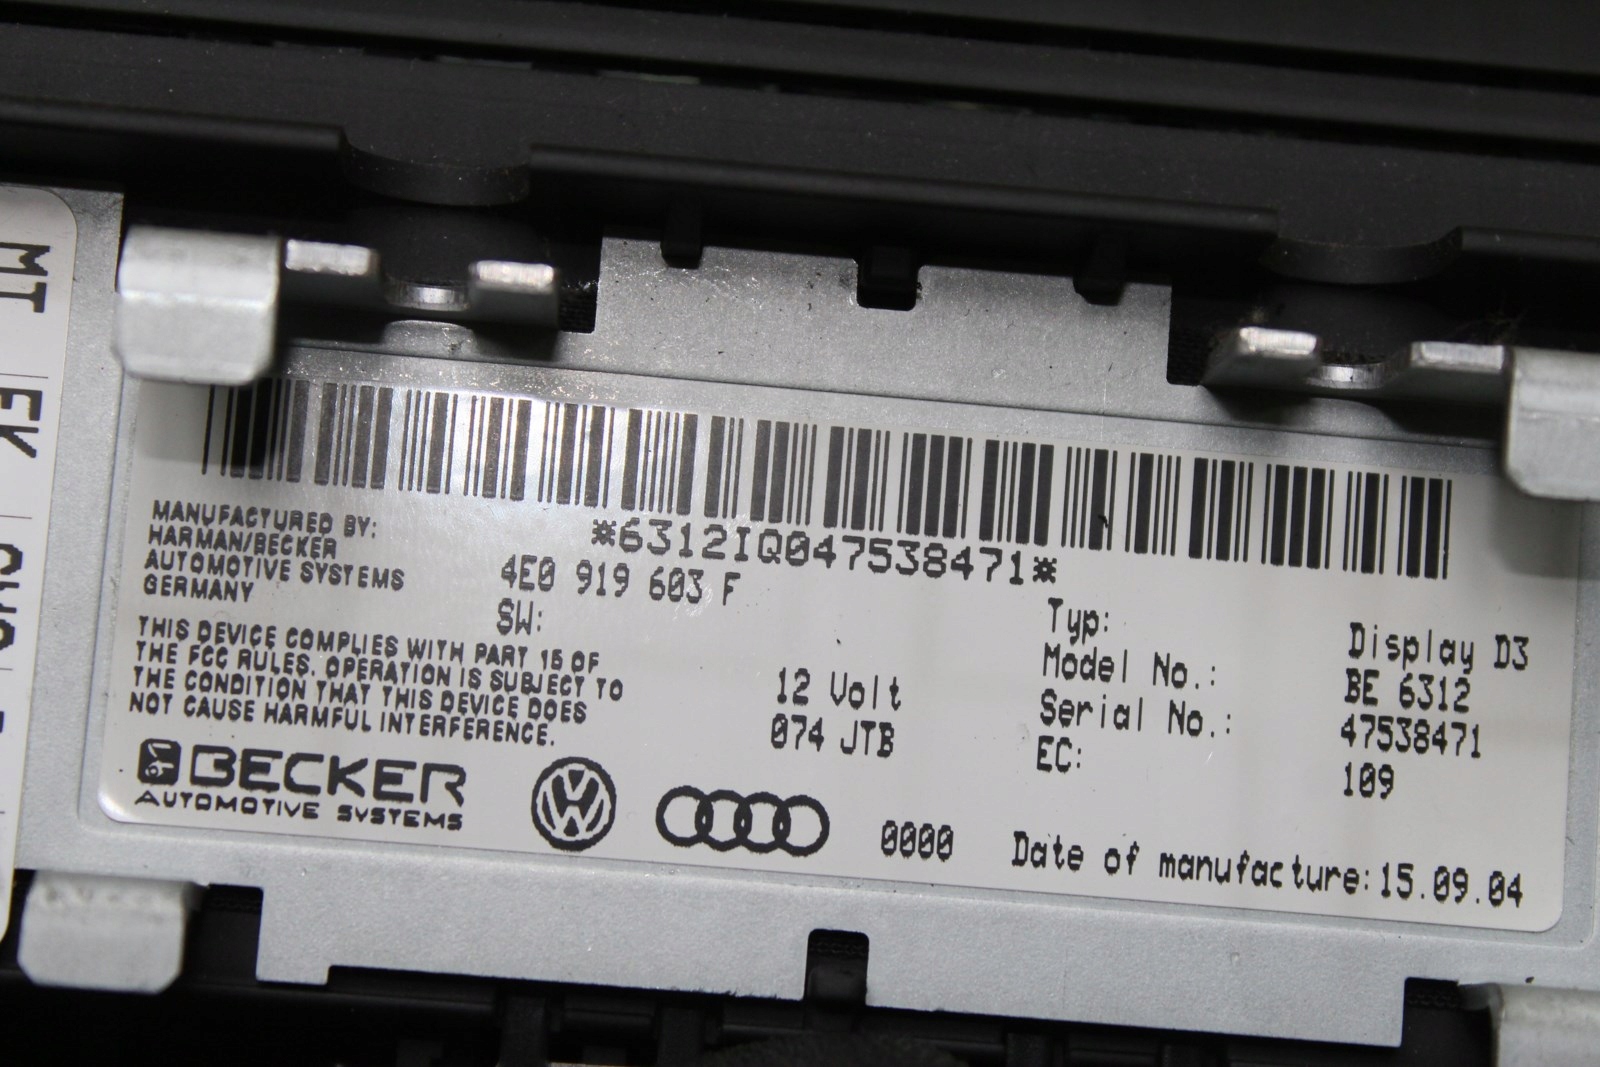 *6312IQ047538471*
MANUFACTURED BY:
HARMAN/BECKER
AUTOMOTIVE SYSTEMS
GERMANY
4E0 919 603 F
SW:
THIS DEVICE COMPLIES WITH PART 15 OF
THE FCC RULES. OPERATION IS SUBJECT TO
THE CONDITION THAT THIS DEVICE DOES
NOT CAUSE HARMFUL INTERFERENCE.
12 Volt
074 JTB
Typ: Display D3
Model No.: BE 6312
Serial No.: 47538471
EC: 109
BECKER
AUTOMOTIVE SYSTEMS
0000 Date of manufacture:15.09.04